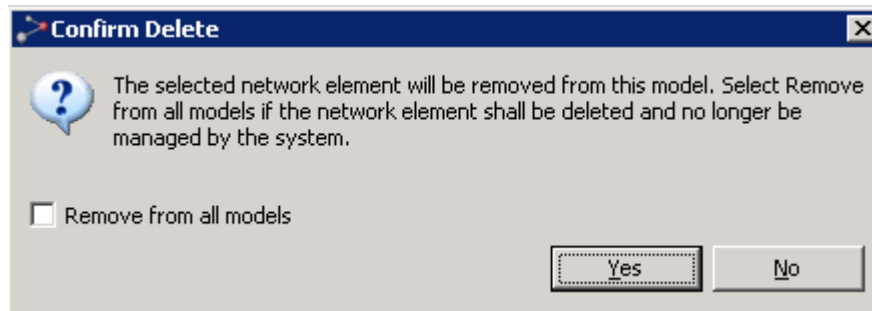 Confirm Delete
The selected network element will be removed from this model. Select Remove
from all models if the network element shall be deleted and no longer be
managed by the system.
Remove from all models
Yes No